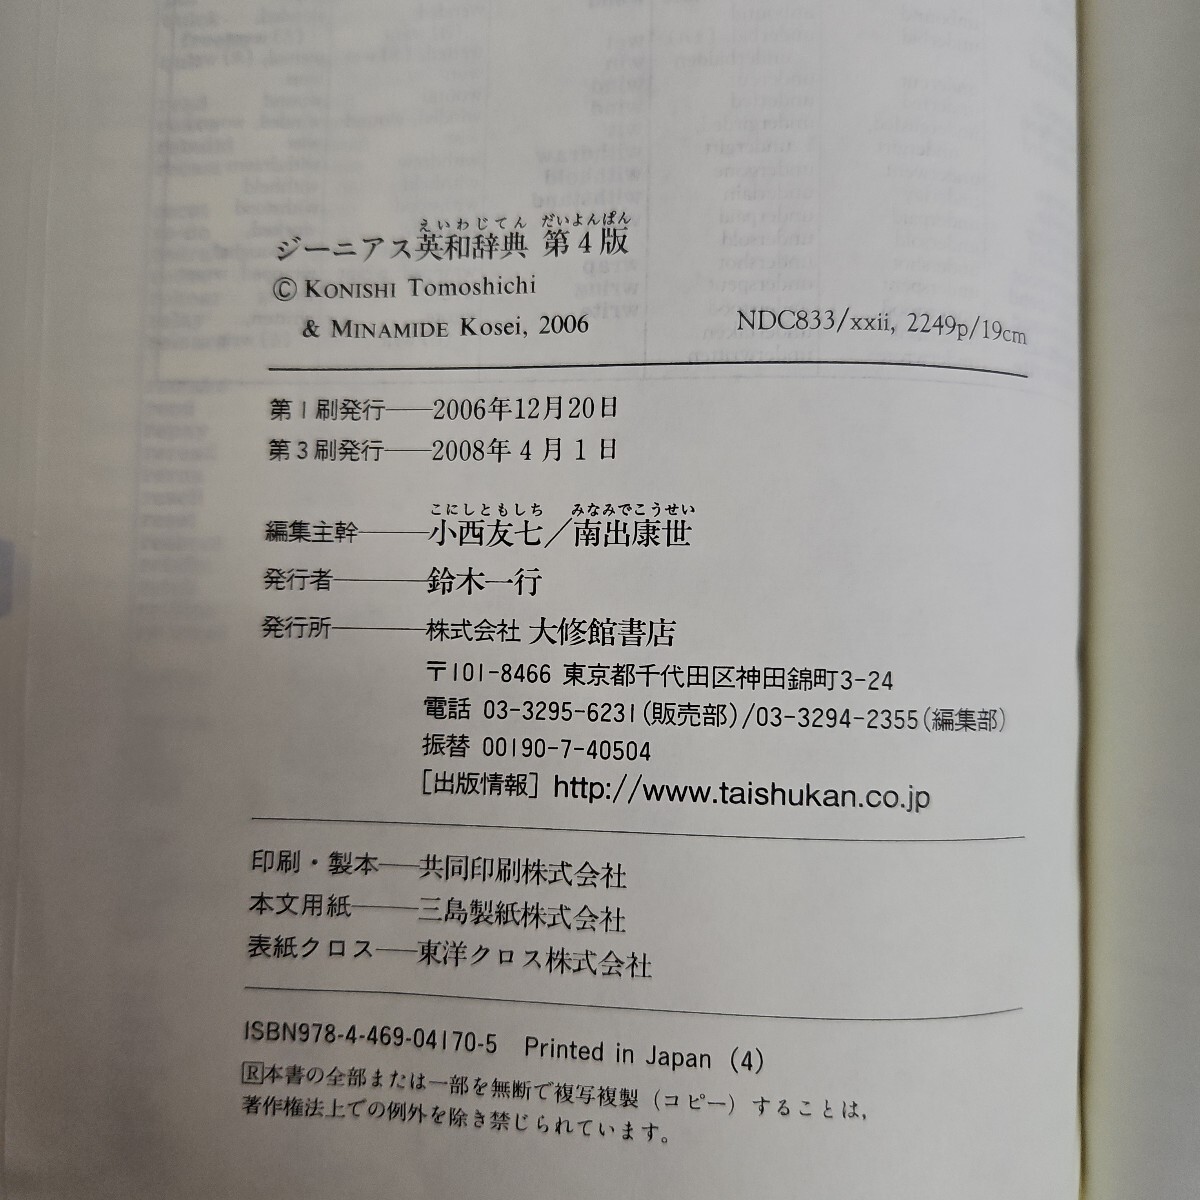 えいわじてん だいよんぱん
ジーニアス英和辞典 第4版
© KONISHI Tomoshichi
& MINAMIDE Kosei, 2006
NDC833/xxii, 2249p/19cm
第1刷発行――2006年12月20日
第3刷発行――2008年4月1日
こにしともしち みなみでこうせい
編集主幹―――小西友七／南出康世
発行者――――鈴木一行
発行所――――株式会社 大修館書店
〒101-8466 東京都千代田区神田錦町3-24
電話 03-3295-6231(販売部)/03-3294-2355(編集部)
振替 00190-7-40504
[出版情報] http://www.taishukan.co.jp
印刷・製本――共同印刷株式会社
本文用紙―――三島製紙株式会社
表紙クロス――東洋クロス株式会社
ISBN978-4-469-04170-5 Printed in Japan (4)
Ⓡ本書の全部または一部を無断で複写複製（コピー）することは，
著作権法上での例外を除き禁じられています。